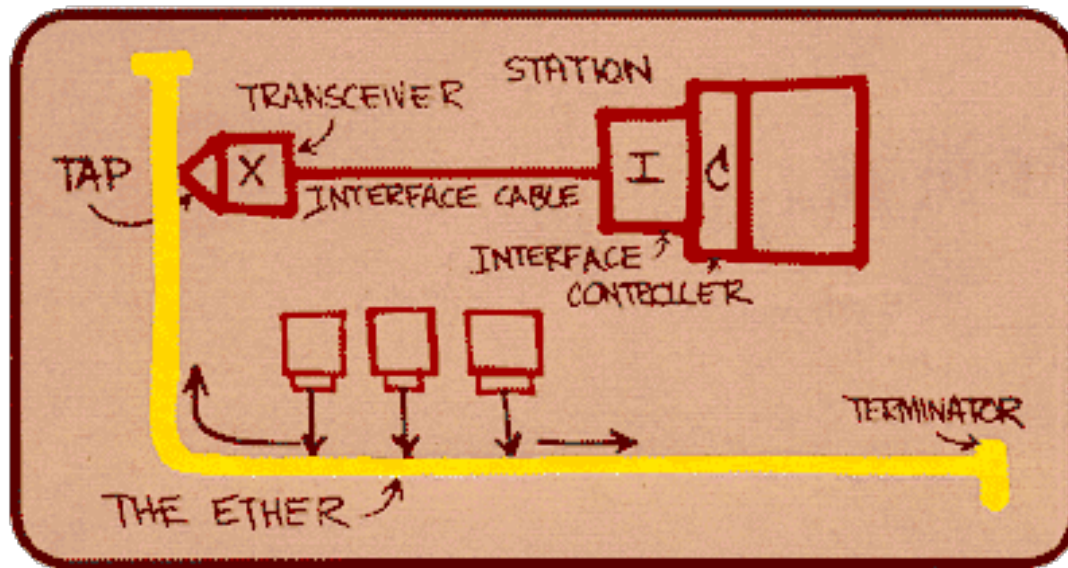 STATION
TRANSCEIVER
TAP
X
I
C
INTERFACE CABLE
INTERFACE
CONTROLLER
TERMINATOR
THE ETHER